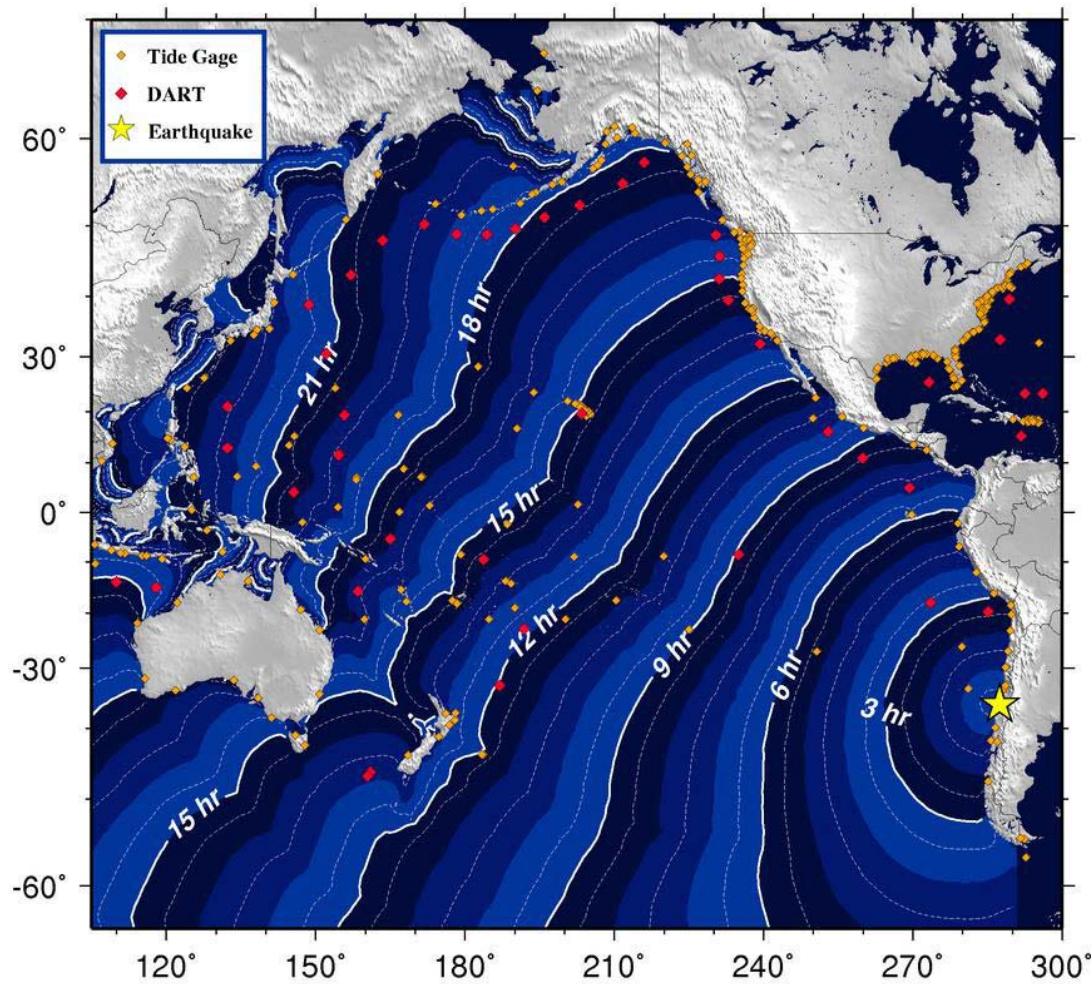 Tide Gage
DART
Earthquake
60°
30°
0°
-30°
-60°
18 hr
21 hr
15 hr
12 hr
9 hr
6 hr
3 hr
15 hr
120°
150°
180°
210°
240°
270°
300°